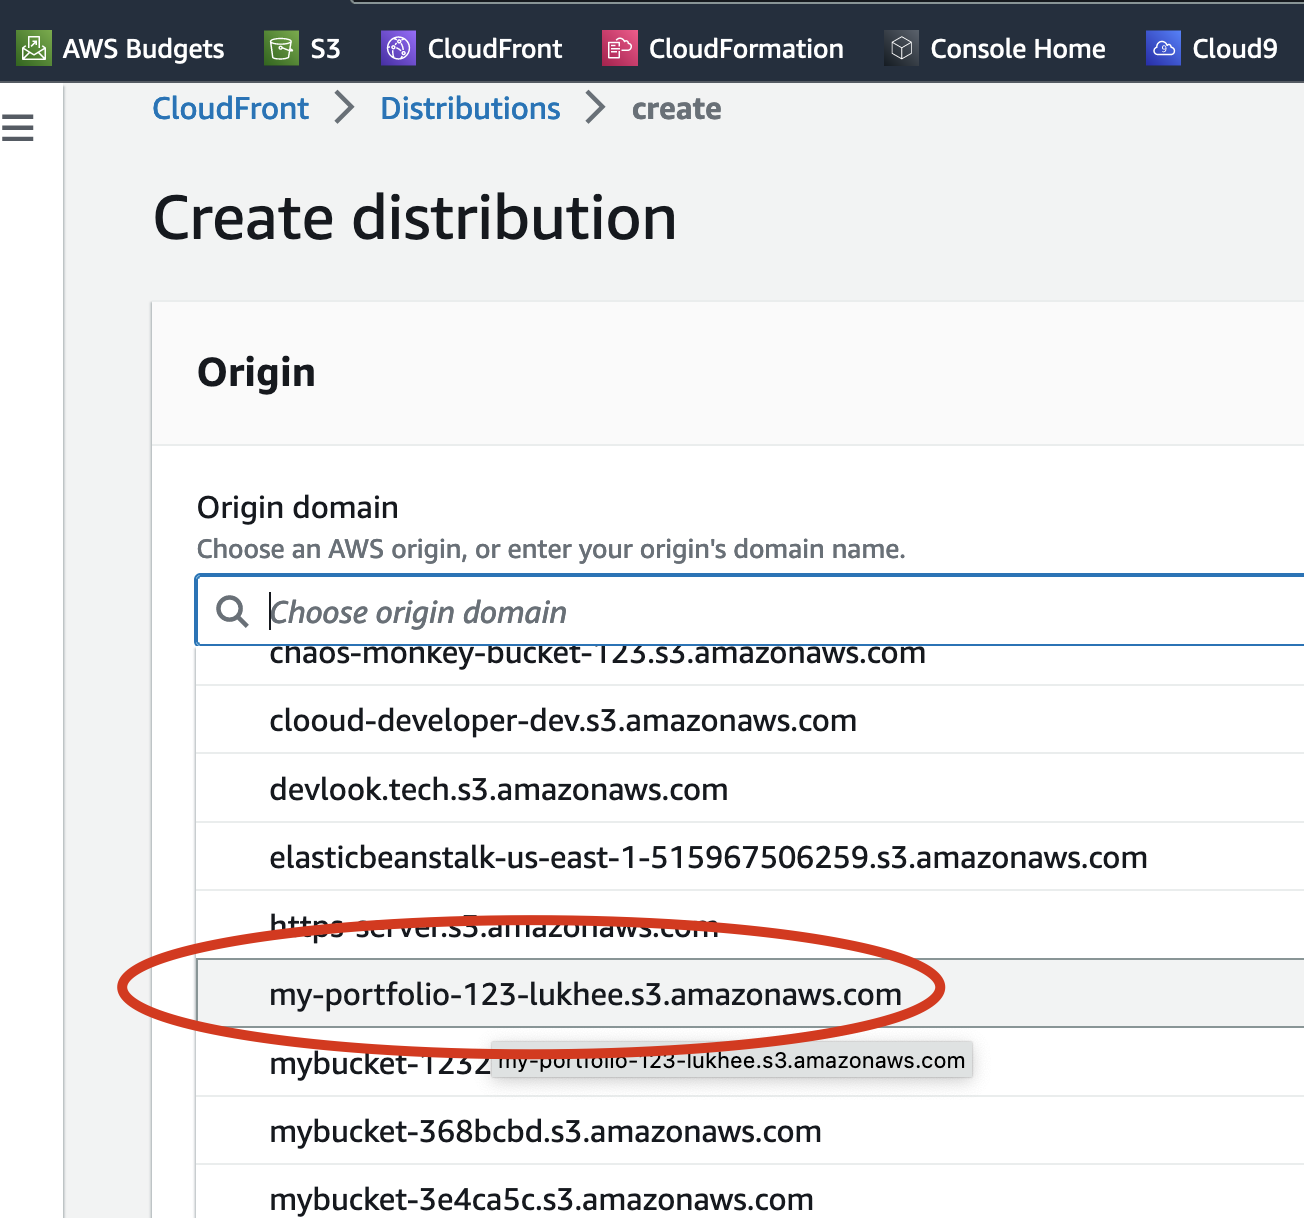 AWS Budgets S3 CloudFront CloudFormation Console Home Cloud9
CloudFront Distributions create
Create distribution
Origin
Origin domain
Choose an AWS origin, or enter your origin's domain name.
Choose origin domain
chaos-monkey-bucket-123.s3.amazonaws.com
clooud-developer-dev.s3.amazonaws.com
devlook.tech.s3.amazonaws.com
elasticbeanstalk-us-east-1-515967506259.s3.amazonaws.com
https-server.s3.amazonaws.com
my-portfolio-123-lukhee.s3.amazonaws.com
mybucket-1232
my-portfolio-123-lukhee.s3.amazonaws.com
mybucket-368bcbd.s3.amazonaws.com
mybucket-3e4ca5c.s3.amazonaws.com